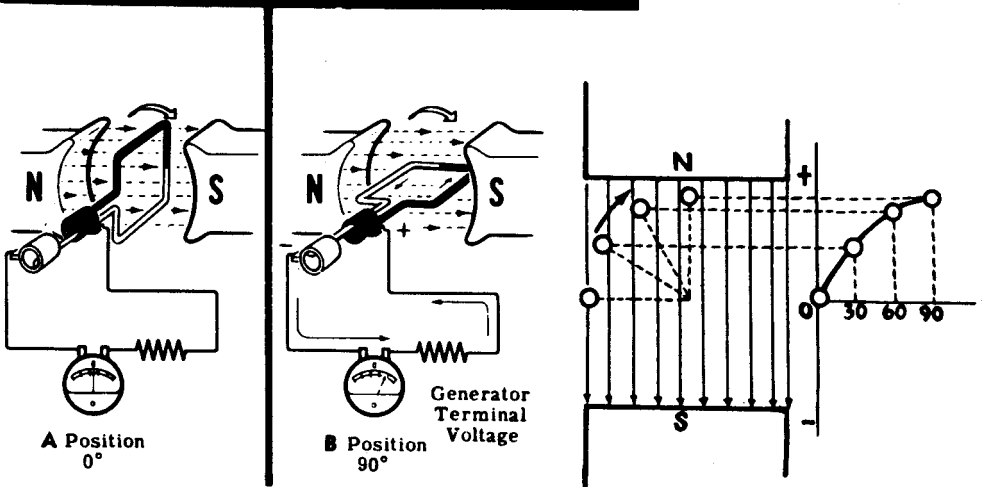 N S
A Position
0°
N S
-
+
Generator
Terminal
Voltage
B Position
90°
N
S
+
0 30 60 90
-